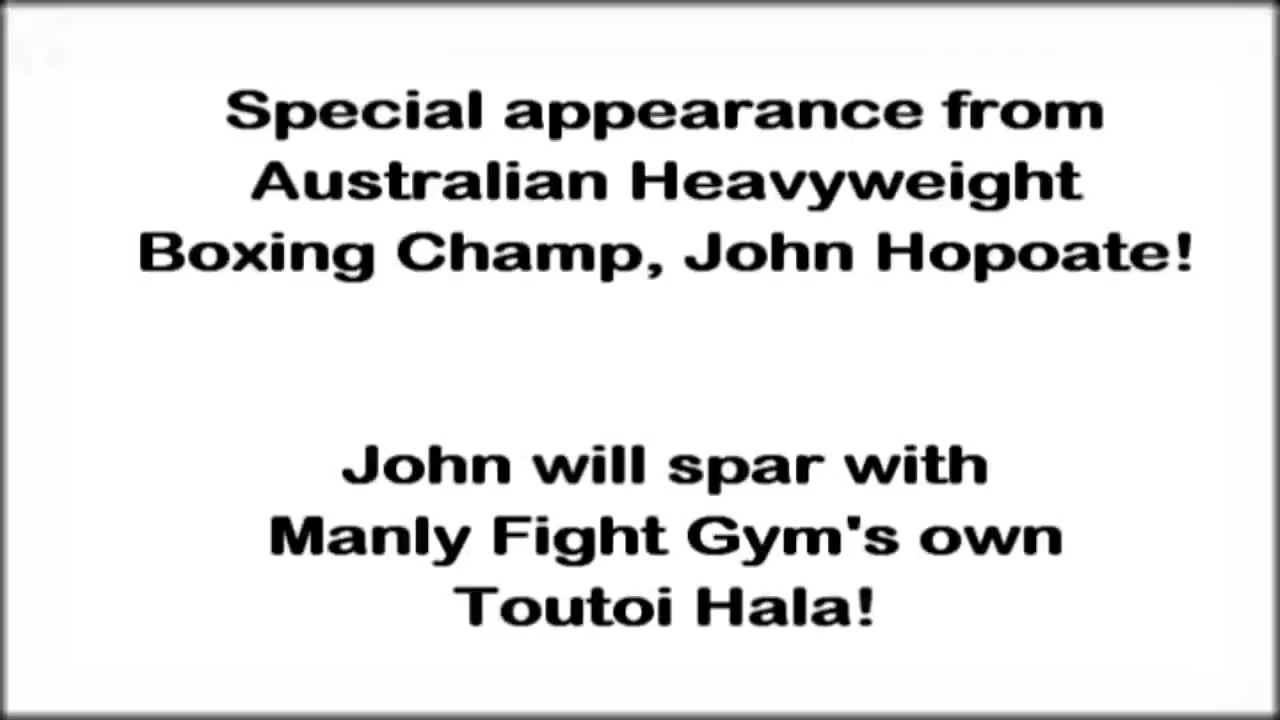 Special appearance from
Australian Heavyweight
Boxing Champ, John Hopoate!
John will spar with
Manly Fight Gym's own
Toutoi Hala!